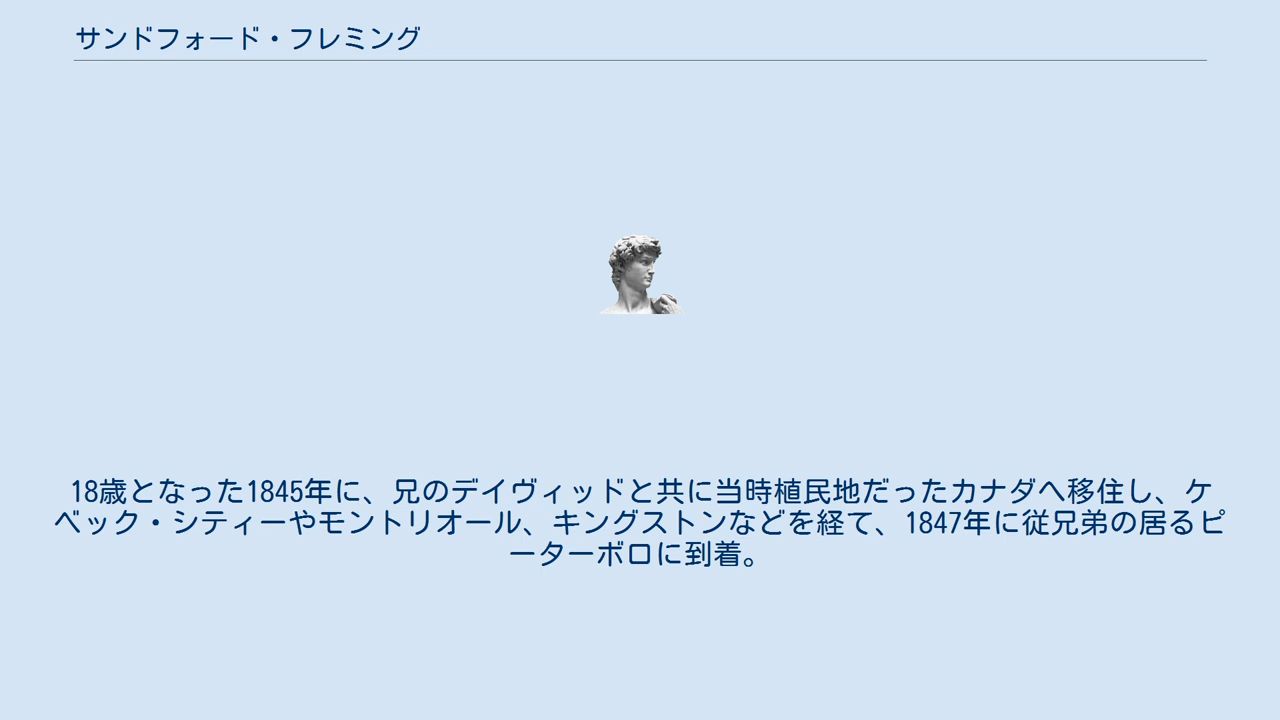 サンドフォード・フレミング
18歳となった1845年に、兄のデイヴィッドと共に当時植民地だったカナダへ移住し、ケ
ベック・シティーやモントリオール、キングストンなどを経て、1847年に従兄弟の居るピ
ーターボロに到着。